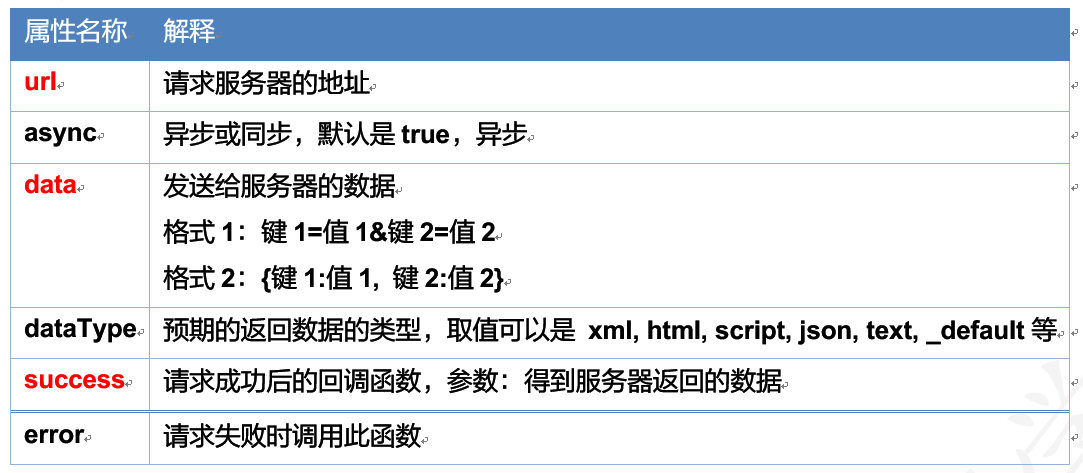 属性名称 解释
url 请求服务器的地址
async 异步或同步，默认是 true，异步
data 发送给服务器的数据
格式 1：键 1=值 1&键 2=值 2
格式 2：{键 1:值 1, 键 2:值 2}
dataType 预期的返回数据的类型，取值可以是 xml, html, script, json, text, _default 等
success 请求成功后的回调函数，参数：得到服务器返回的数据
error 请求失败时调用此函数